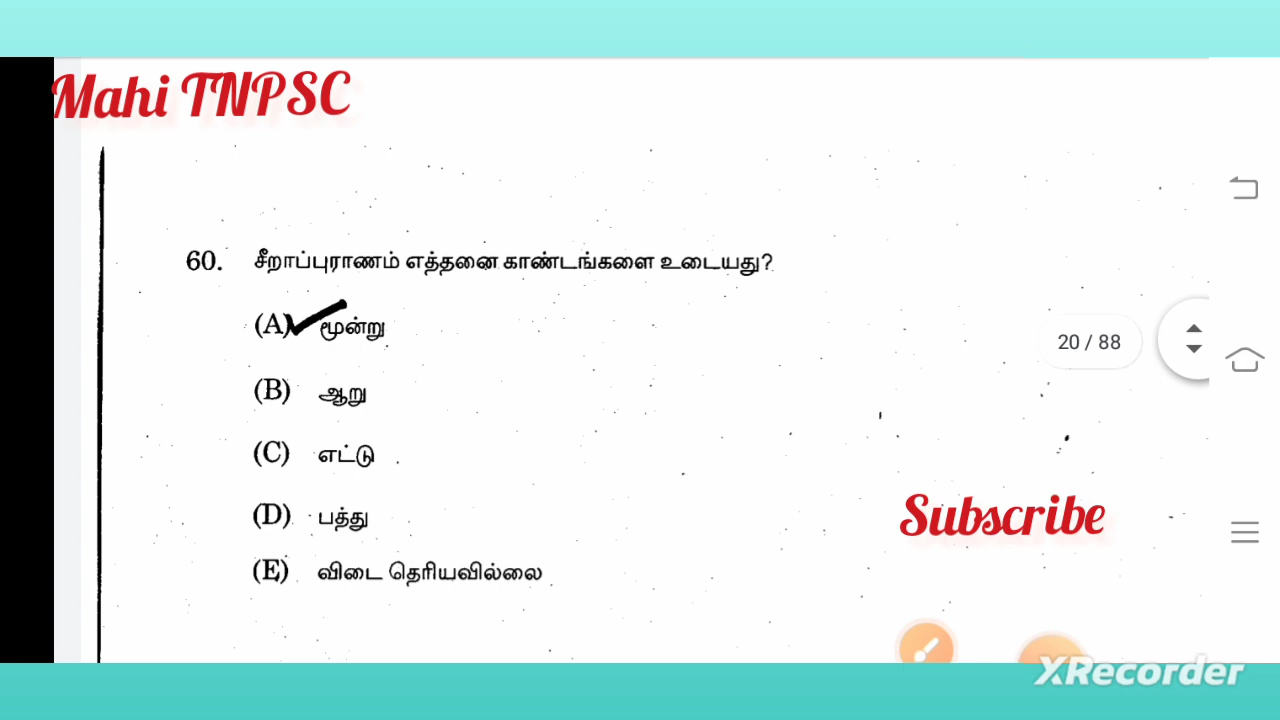 Mahi TNPSC
60. சீறாப்புராணம் எத்தனை காண்டங்களை உடையது?
(A) மூன்று
(B) ஆறு
20 / 88
(C) எட்டு
(D) பத்து
Subscribe
(E) விடை தெரியவில்லை
XRecorder